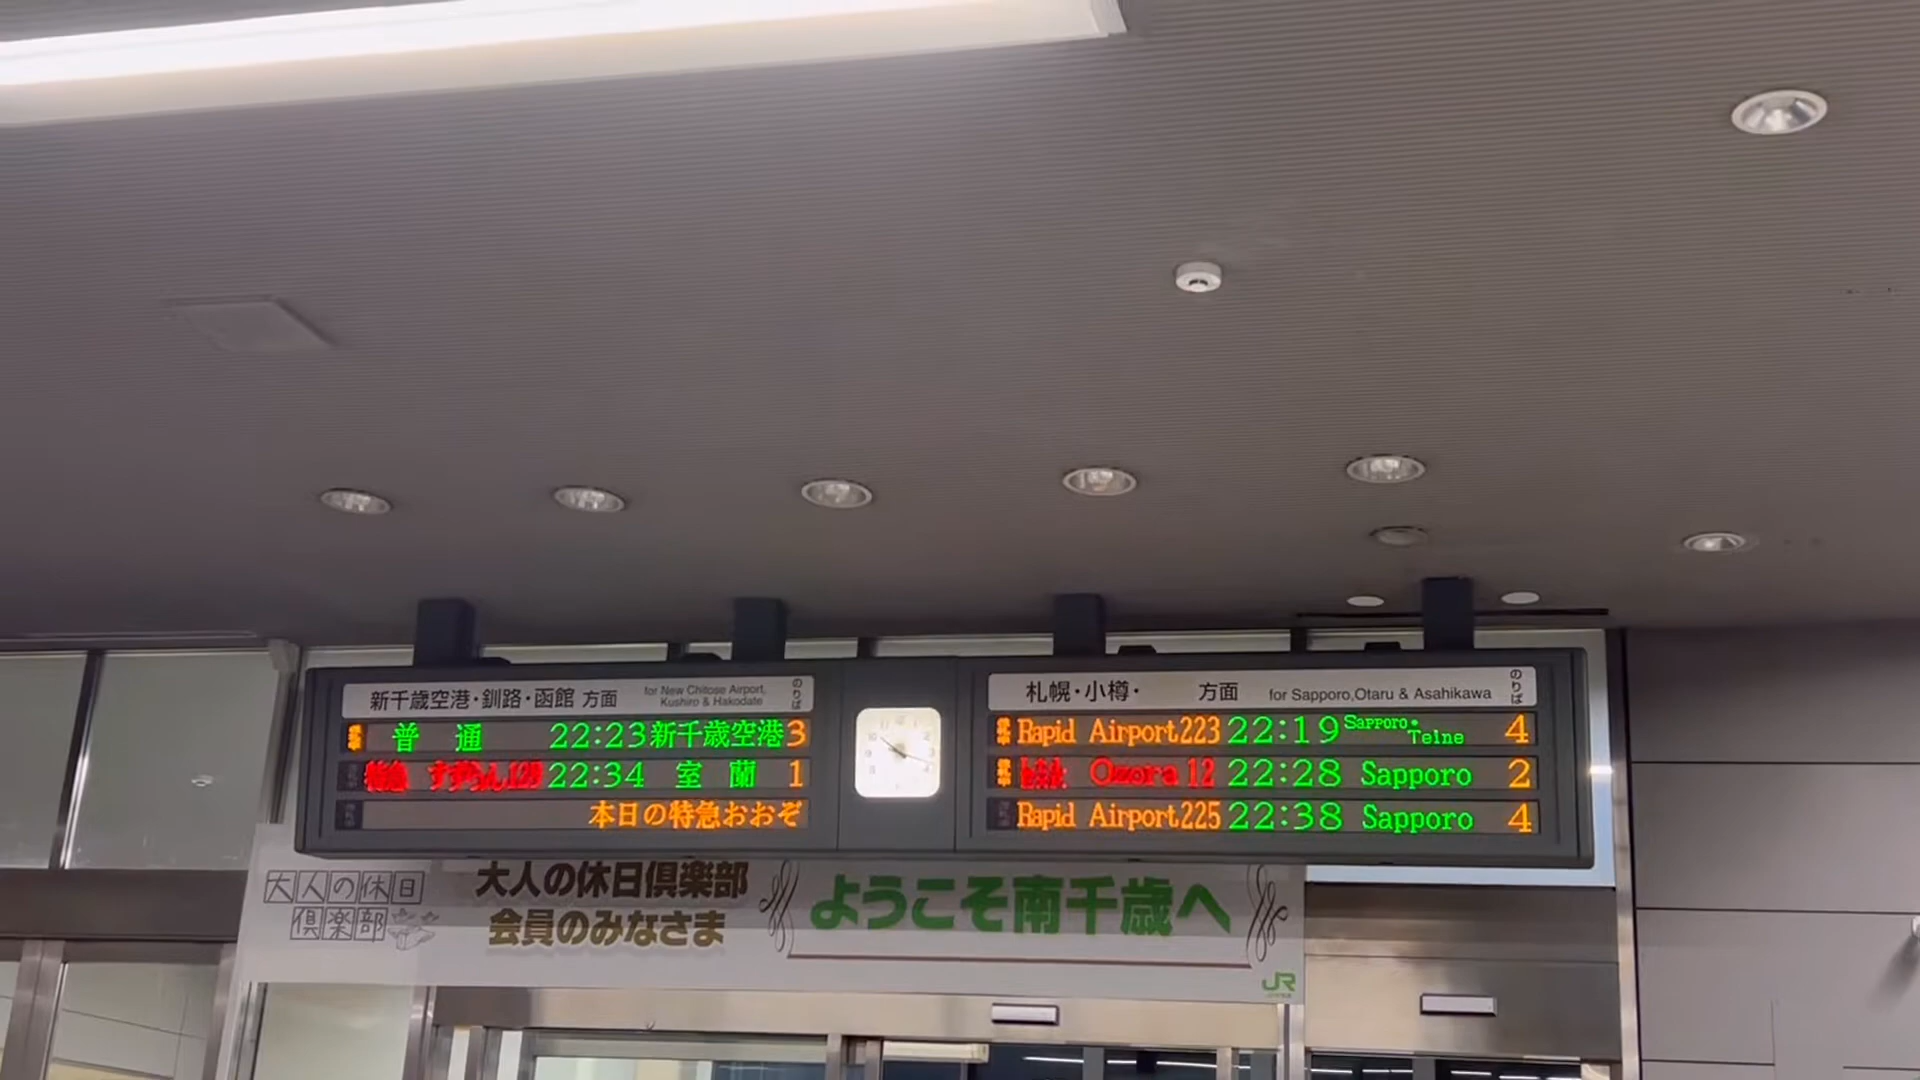 新千歳空港・釧路・函館 方面
for New Chitose Airport,
Kushiro & Hakodate
のりば
普通 22:23 新千歳空港 3
特急 すずらん 22:34 室蘭 1
本日の特急おおぞ
札幌・小樽・ 方面
for Sapporo,Otaru & Asahikawa
のりば
Rapid Airport 223 22:19 Sapporo・Teine 4
Ozora 12 22:28 Sapporo 2
Rapid Airport 225 22:38 Sapporo 4
大人の休日
倶楽部
大人の休日倶楽部
会員のみなさま
ようこそ南千歳へ
JR